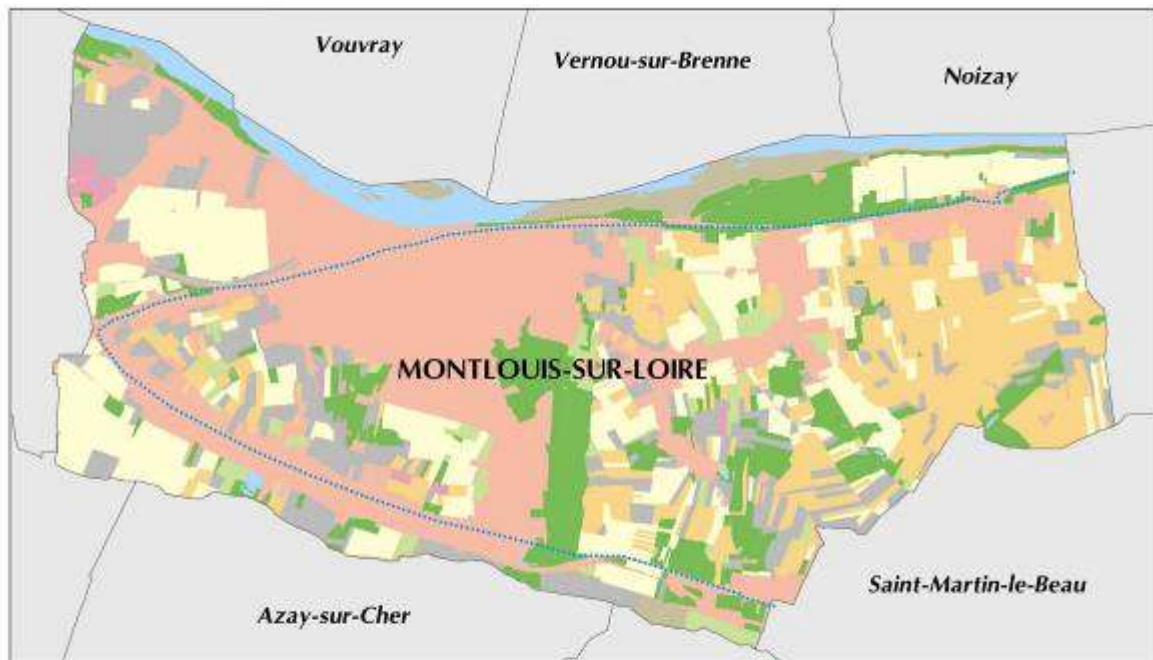 Vouvray
Vernou-sur-Brenne
Noizay
MONTLOUIS-SUR-LOIRE
Saint-Martin-le-Beau
Azay-sur-Cher